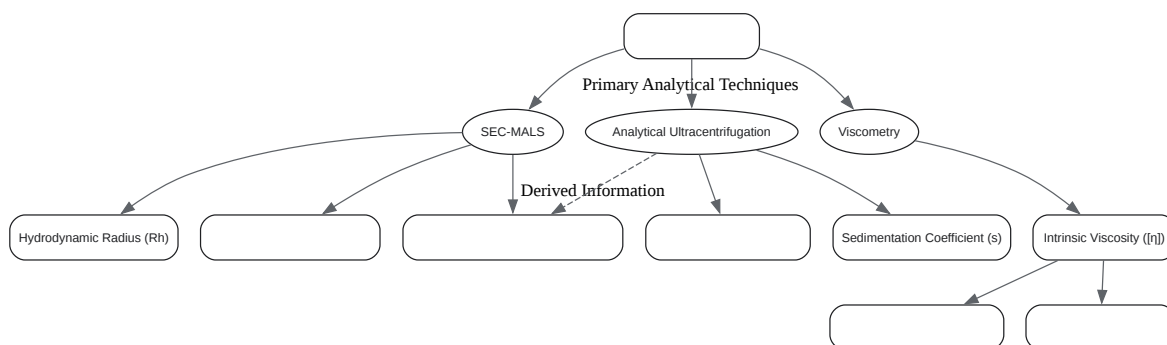 Primary Analytical Techniques
SEC-MALS
Analytical Ultracentrifugation
Viscometry
Derived Information
Hydrodynamic Radius (Rh)
Sedimentation Coefficient (s)
Intrinsic Viscosity ([η])